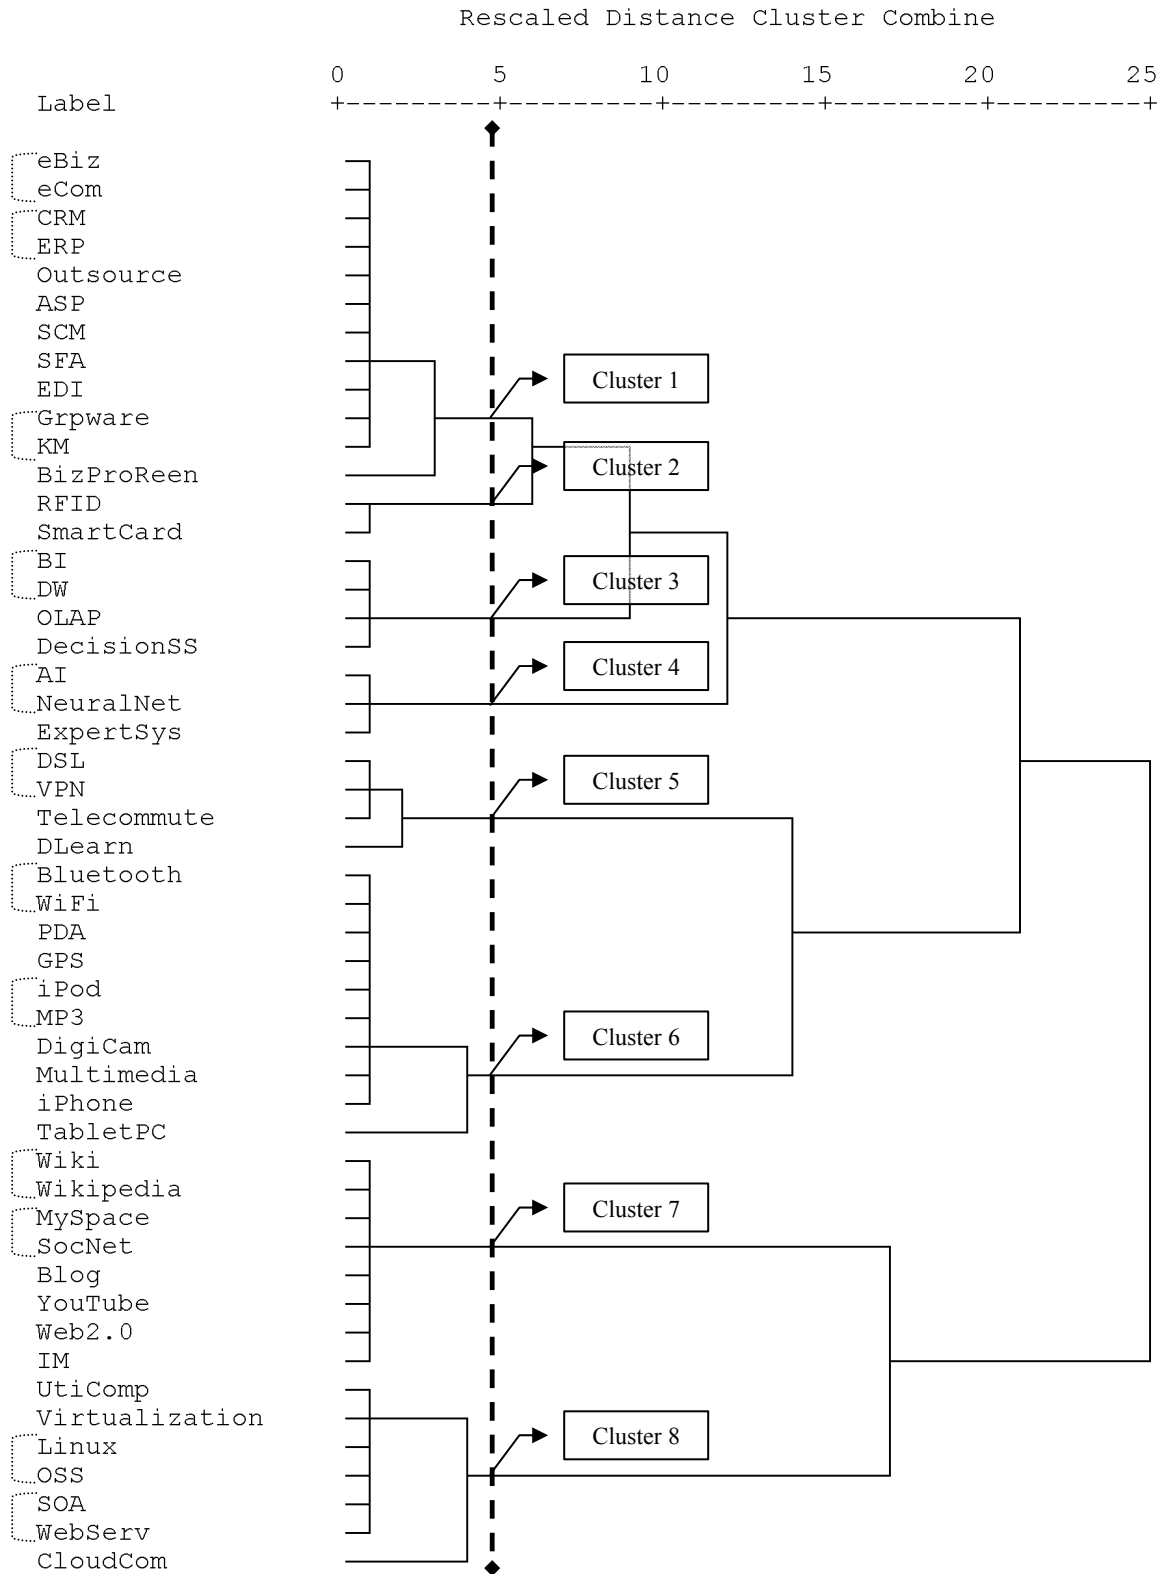 Rescaled Distance Cluster Combine
0 5 10 15 20 25
Label +---------+---------+---------+---------+---------+
eBiz
eCom
CRM
ERP
Outsource
ASP
SCM
SFA
Cluster 1
EDI
Grpware
KM
Cluster 2
BizProReen
RFID
SmartCard
BI
Cluster 3
DW
OLAP
DecisionSS
Cluster 4
AI
NeuralNet
ExpertSys
DSL
Cluster 5
VPN
Telecommute
DLearn
Bluetooth
WiFi
PDA
GPS
iPod
MP3
Cluster 6
DigiCam
Multimedia
iPhone
TabletPC
Wiki
Wikipedia
Cluster 7
MySpace
SocNet
Blog
YouTube
Web2.0
IM
UtiComp
Virtualization
Cluster 8
Linux
OSS
SOA
WebServ
CloudCom